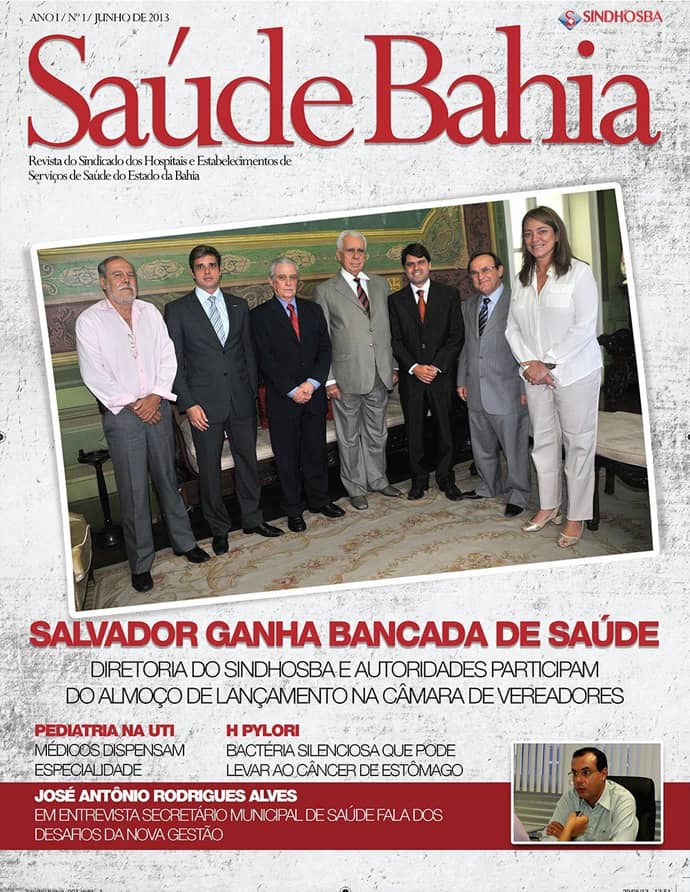 ANO I / Nº 1 / JUNHO DE 2013
SINDHOSBA
Saúde Bahia
Revista do Sindicado dos Hospitais e Estabelecimentos de
Serviços de Saúde do Estado da Bahia
SALVADOR GANHA BANCADA DE SAÚDE
DIRETORIA DO SINDHOSBA E AUTORIDADES PARTICIPAM
DO ALMOÇO DE LANÇAMENTO NA CÂMARA DE VEREADORES
PEDIATRIA NA UTI
MÉDICOS DISPENSAM
ESPECIALIDADE
H PYLORI
BACTÉRIA SILENCIOSA QUE PODE
LEVAR AO CÂNCER DE ESTÔMAGO
JOSÉ ANTÔNIO RODRIGUES ALVES
EM ENTREVISTA SECRETÁRIO MUNICIPAL DE SAÚDE FALA DOS
DESAFIOS DA NOVA GESTÃO